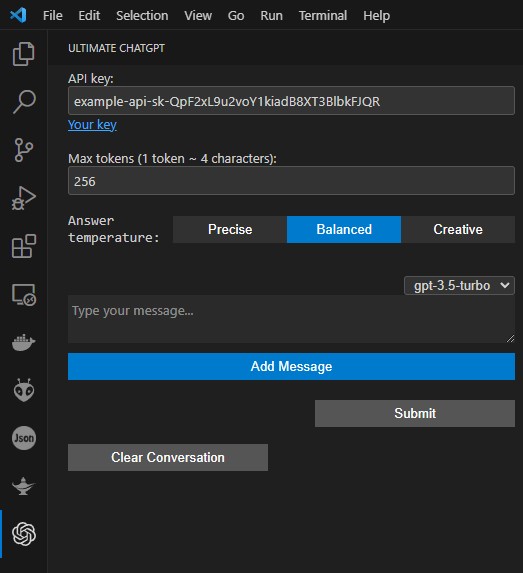 File Edit Selection View Go Run Terminal Help
ULTIMATE CHATGPT
API key:
example-api-sk-QpF2xL9u2voY1kiadB8XT3BlbkFJQR
Your key
Max tokens (1 token ~ 4 characters):
256
Answer
temperature:
Precise Balanced Creative
gpt-3.5-turbo
Type your message...
Add Message
Submit
Json
Clear Conversation